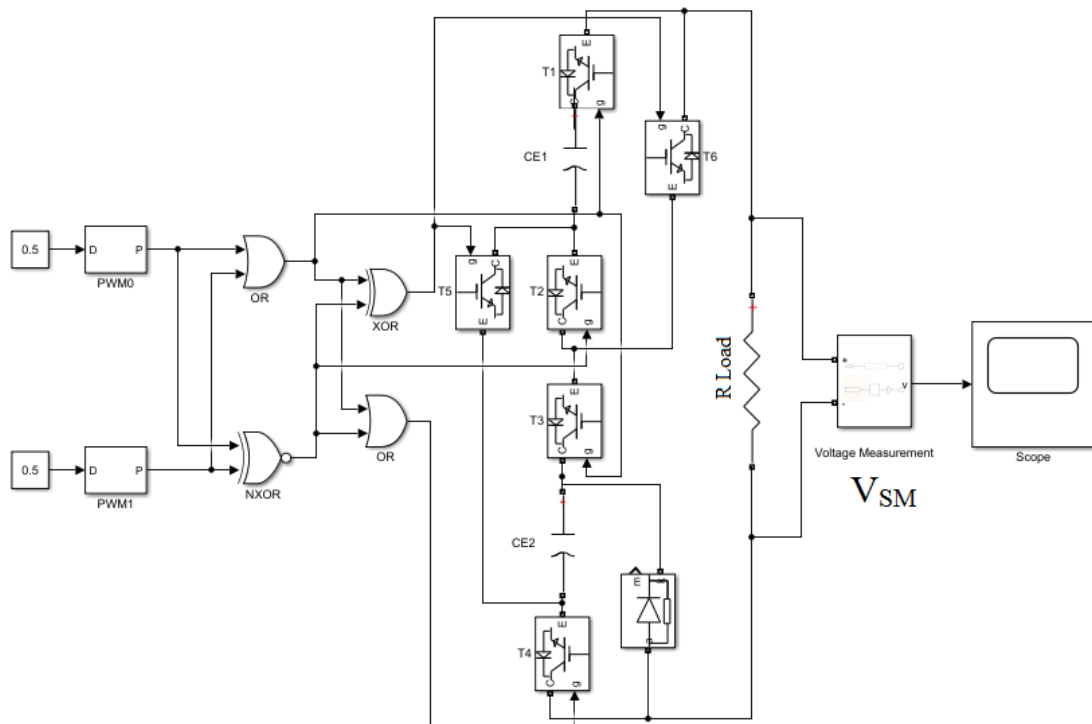 E
T1
C
g
CE1
g
C
T6
E
0.5
D
P
PWM0
OR
XOR
g
C
T5
E
E
T2
C
g
R Load
+
-
v
Voltage Measurement
Scope
V_SM
E
T3
C
g
OR
0.5
D
P
PWM1
NXOR
CE2
m
E
T4
C
g